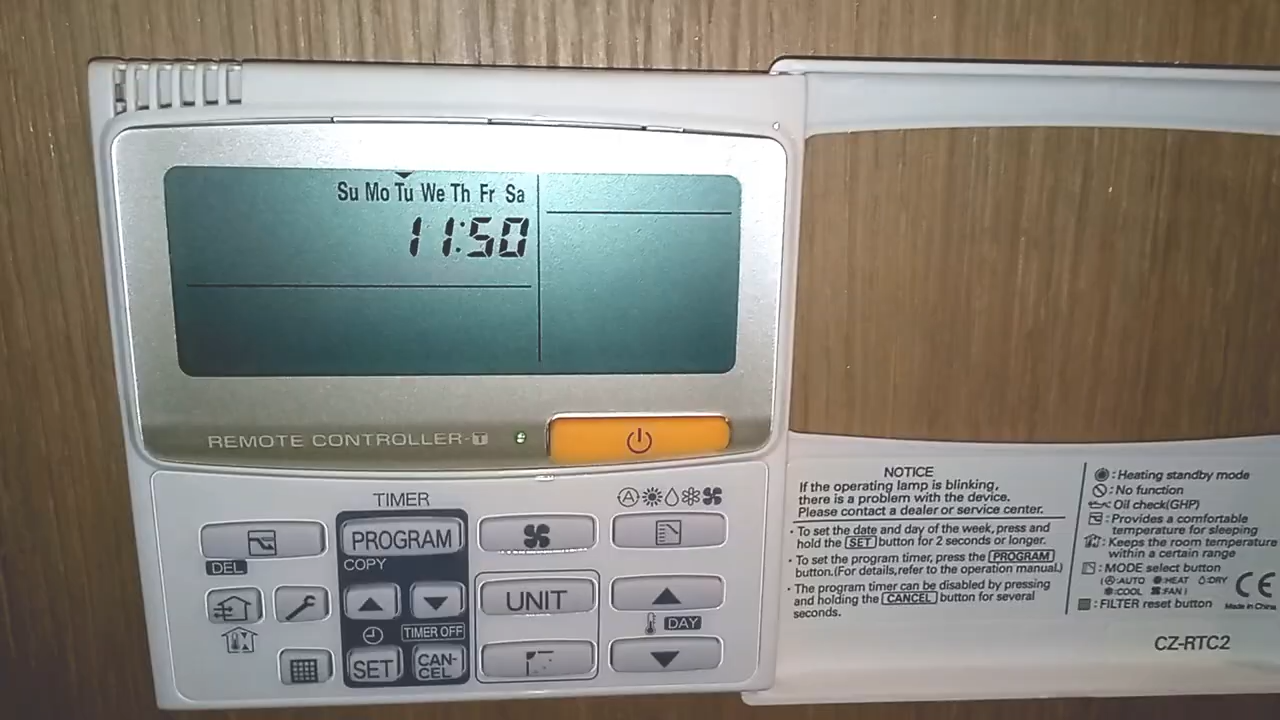 Su Mo Tu We Th Fr Sa
11:50
REMOTE CONTROLLER-T
TIMER
PROGRAM
COPY
DEL
UNIT
TIMER OFF
SET
CAN-
CEL
A
DAY
NOTICE
If the operating lamp is blinking,
there is a problem with the device.
Please contact a dealer or service center.
· To set the date and day of the week, press and
hold the SET button for 2 seconds or longer.
· To set the program timer, press the PROGRAM
button.(For details,refer to the operation manual.)
· The program timer can be disabled by pressing
and holding the CANCEL button for several
seconds.
: Heating standby mode
: No function
: Oil check(GHP)
: Provides a comfortable
temperature for sleeping
: Keeps the room temperature
within a certain range
: MODE select button
(A:AUTO :HEAT :DRY
:COOL :FAN)
: FILTER reset button
CE
Made in China
CZ-RTC2